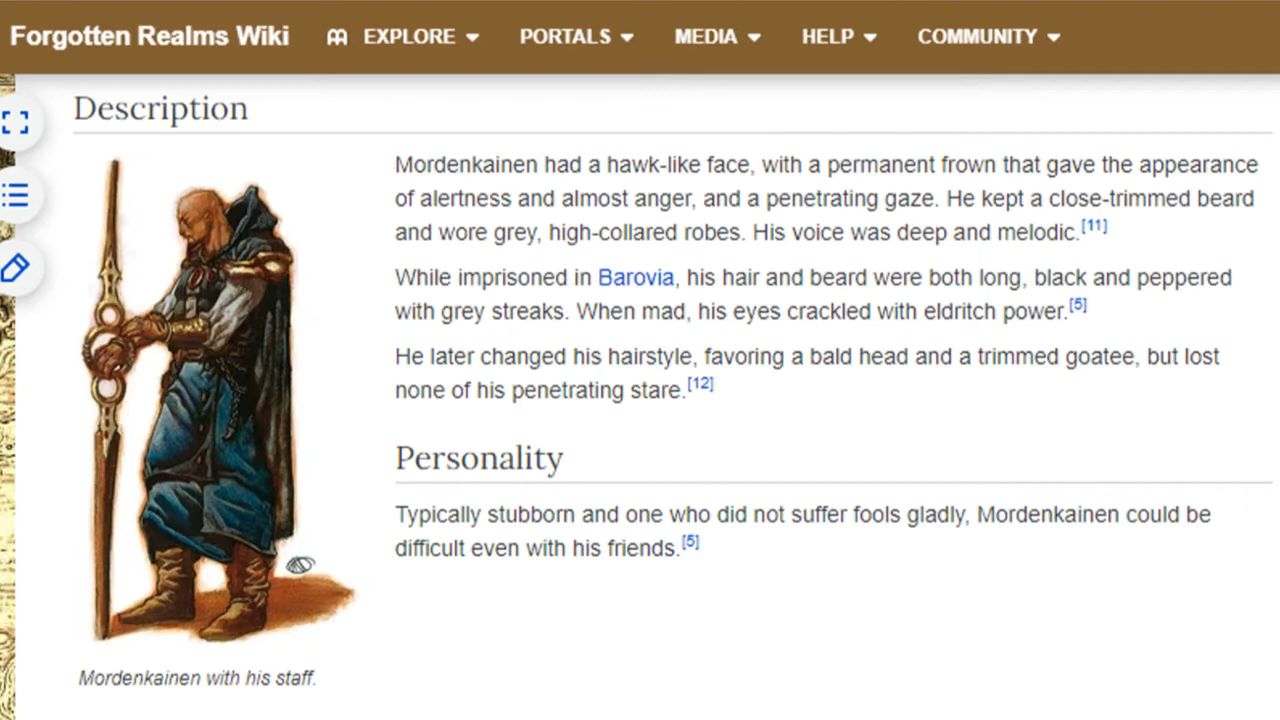 Forgotten Realms Wiki EXPLORE PORTALS MEDIA HELP COMMUNITY
Description
Mordenkainen had a hawk-like face, with a permanent frown that gave the appearance
of alertness and almost anger, and a penetrating gaze. He kept a close-trimmed beard
and wore grey, high-collared robes. His voice was deep and melodic.[11]
While imprisoned in Barovia, his hair and beard were both long, black and peppered
with grey streaks. When mad, his eyes crackled with eldritch power.[5]
He later changed his hairstyle, favoring a bald head and a trimmed goatee, but lost
none of his penetrating stare.[12]
Personality
Typically stubborn and one who did not suffer fools gladly, Mordenkainen could be
difficult even with his friends.[5]
Mordenkainen with his staff.